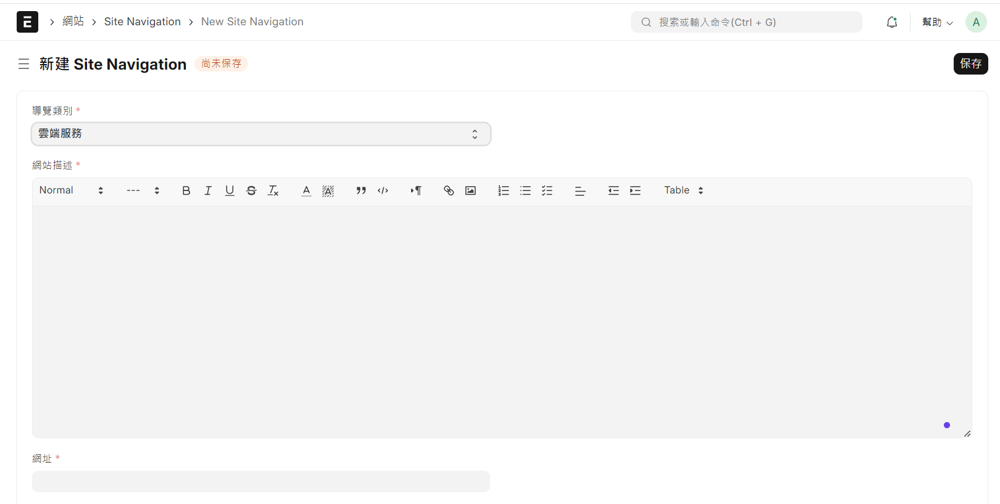 網站 Site Navigation New Site Navigation 搜索或輸入命令(Ctrl + G) 幫助 A
新建 Site Navigation 尚未保存 保存
導覽類別 *
雲端服務
網站描述 *
Normal --- Table
網址 *